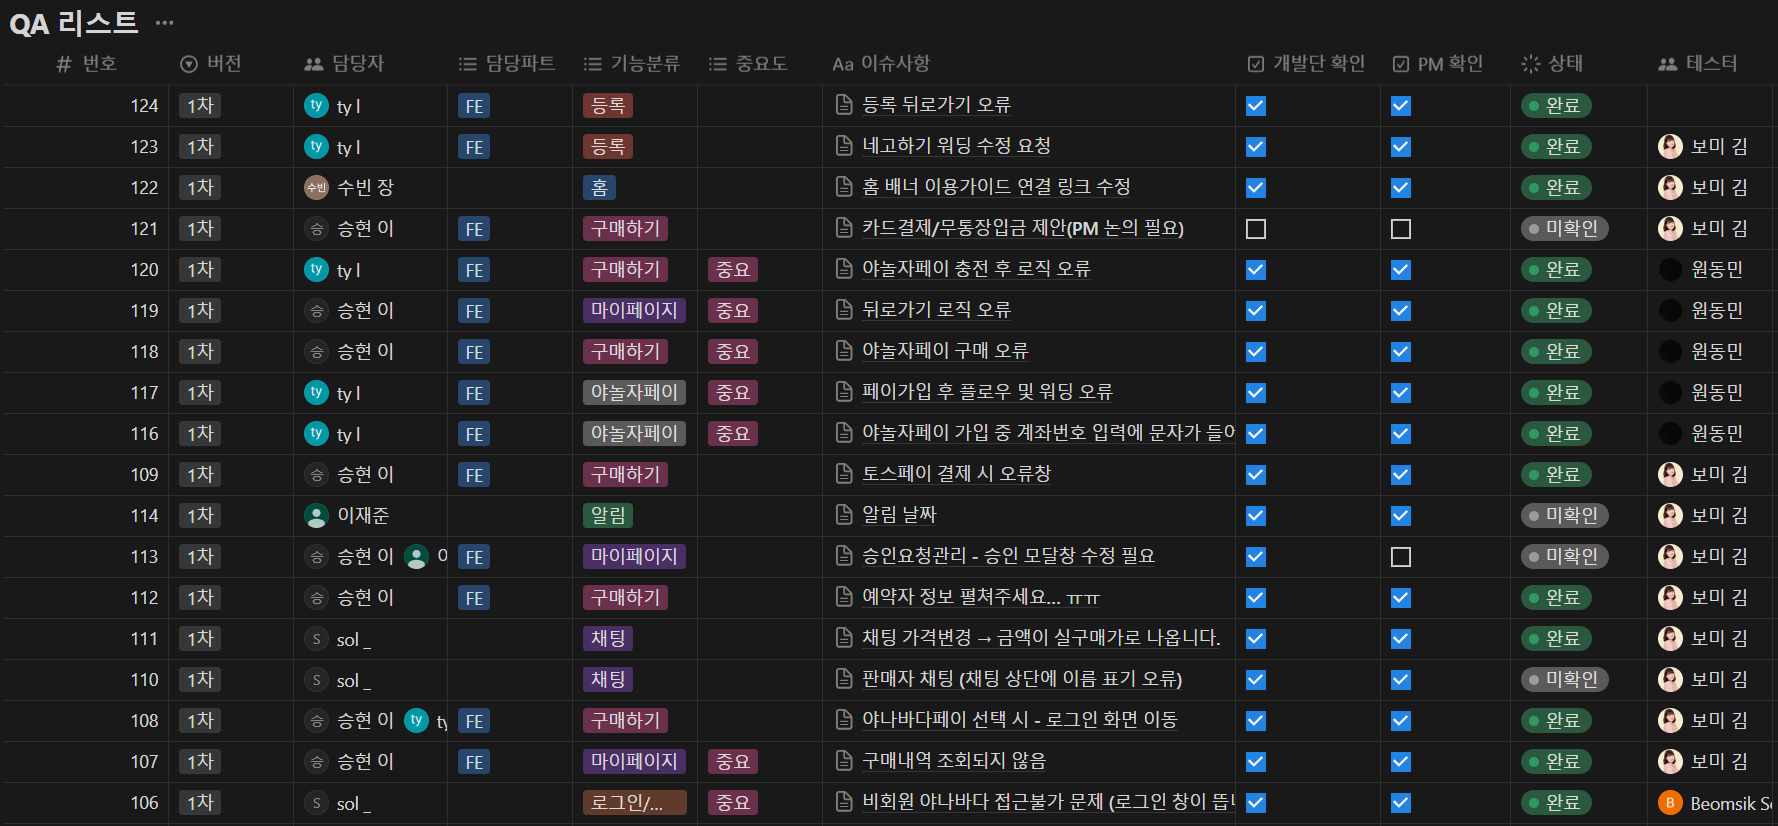 QA 리스트 ···
# 번호 버전 담당자 담당파트 기능분류 중요도 Aa 이슈사항 개발단 확인 PM 확인 상태 테스터
124 1차 ty ty l FE 등록 등록 뒤로가기 오류 완료
123 1차 ty ty l FE 등록 네고하기 워딩 수정 요청 완료 보미 김
122 1차 수빈 수빈 장 홈 홈 배너 이용가이드 연결 링크 수정 완료 보미 김
121 1차 승 승현 이 FE 구매하기 카드결제/무통장입금 제안(PM 논의 필요) 미확인 보미 김
120 1차 ty ty l FE 구매하기 중요 야놀자페이 충전 후 로직 오류 완료 원동민
119 1차 승 승현 이 FE 마이페이지 중요 뒤로가기 로직 오류 완료 원동민
118 1차 승 승현 이 FE 구매하기 중요 야놀자페이 구매 오류 완료 원동민
117 1차 ty ty l FE 야놀자페이 중요 페이가입 후 플로우 및 워딩 오류 완료 원동민
116 1차 ty ty l FE 야놀자페이 중요 야놀자페이 가입 중 계좌번호 입력에 문자가 완료 원동민
109 1차 승 승현 이 FE 구매하기 토스페이 결제 시 오류창 완료 보미 김
114 1차 이재준 알림 알림 날짜 미확인 보미 김
113 1차 승 승현 이 FE 마이페이지 승인요청관리 - 승인 모달창 수정 필요 미확인 보미 김
112 1차 승 승현 이 FE 구매하기 예약자 정보 펼쳐주세요... ㅠㅠ 완료 보미 김
111 1차 S sol _ 채팅 채팅 가격변경 → 금액이 실구매가로 나옵니다. 완료 보미 김
110 1차 S sol _ 채팅 판매자 채팅 (채팅 상단에 이름 표기 오류) 미확인 보미 김
108 1차 승 승현 이 ty FE 구매하기 야나바다페이 선택 시 - 로그인 화면 이동 완료 보미 김
107 1차 승 승현 이 FE 마이페이지 중요 구매내역 조회되지 않음 완료 보미 김
106 1차 S sol _ 로그인/... 중요 비회원 야나바다 접근불가 문제 (로그인 창이 완료 B Beomsik